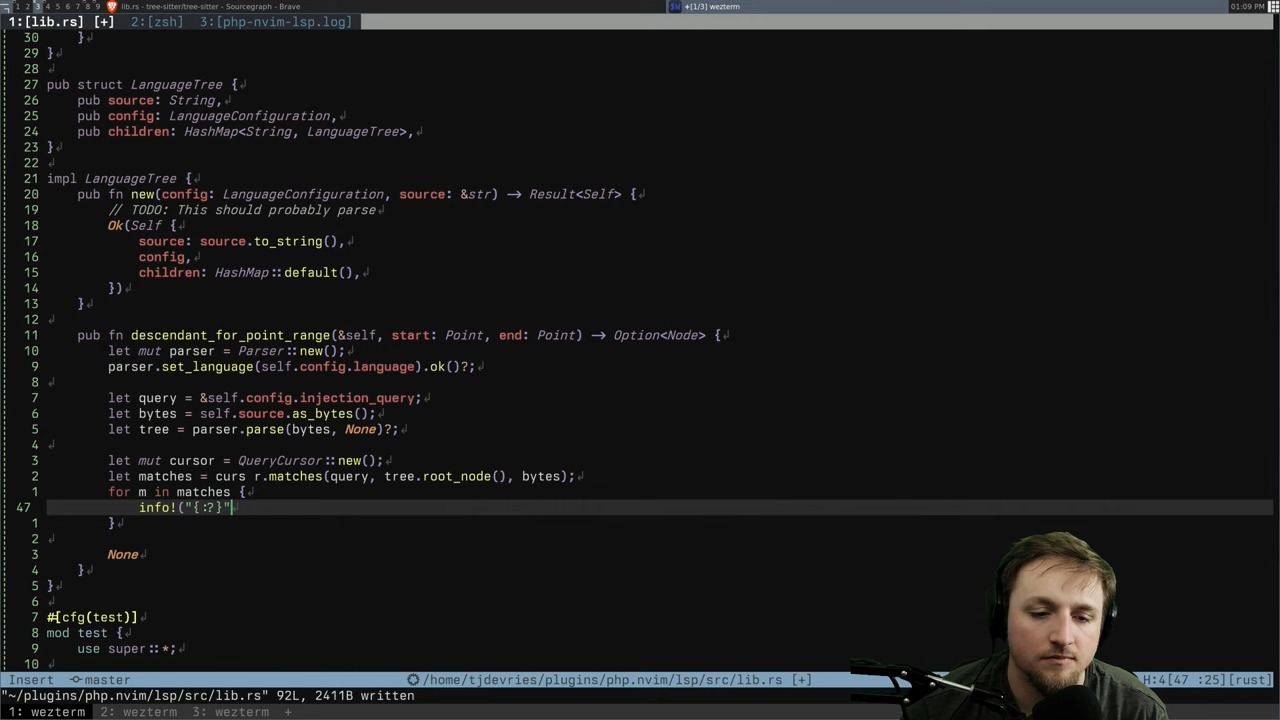 1 2 3 4 5 6 7 8 9 lib.rs - tree-sitter/tree-sitter - Sourcegraph - Brave +[1/3] wezterm 01:09 PM
1:[lib.rs] [+] 2:[zsh] 3:[php-nvim-lsp.log]
30 }
29 }
28
27 pub struct LanguageTree {
26 pub source: String,
25 pub config: LanguageConfiguration,
24 pub children: HashMap<String, LanguageTree>,
23 }
22
21 impl LanguageTree {
20 pub fn new(config: LanguageConfiguration, source: &str) -> Result<Self> {
19 // TODO: This should probably parse
18 Ok(Self {
17 source: source.to_string(),
16 config,
15 children: HashMap::default(),
14 })
13 }
12
11 pub fn descendant_for_point_range(&self, start: Point, end: Point) -> Option<Node> {
10 let mut parser = Parser::new();
9 parser.set_language(self.config.language).ok()?;
8
7 let query = &self.config.injection_query;
6 let bytes = self.source.as_bytes();
5 let tree = parser.parse(bytes, None)?;
4
3 let mut cursor = QueryCursor::new();
2 let matches = curs r.matches(query, tree.root_node(), bytes);
1 for m in matches {
47 info!("{:?}"
1 }
2
3 None
4 }
5 }
6
7 #[cfg(test)]
8 mod test {
9 use super::*;
10
Insert master /home/tjdevries/plugins/php.nvim/lsp/src/lib.rs [+] H:4[47 :25][rust]
"~/plugins/php.nvim/lsp/src/lib.rs" 92L, 2411B written
1: wezterm 2: wezterm 3: wezterm +